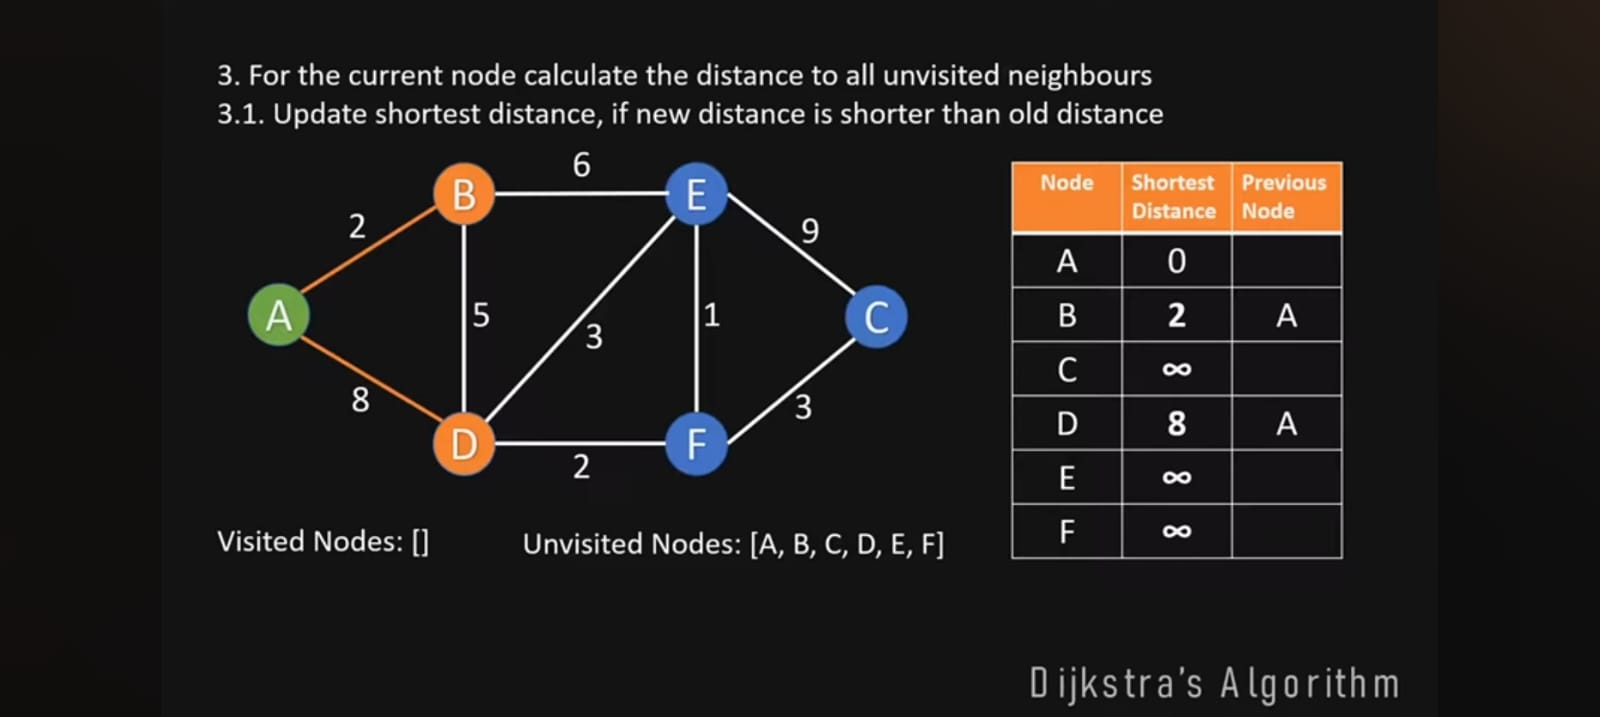 3. For the current node calculate the distance to all unvisited neighbours
3.1. Update shortest distance, if new distance is shorter than old distance
6
B
E
2
9
A
5
3
1
C
8
3
D
F
2
Node Shortest Distance Previous Node
A 0
B 2 A
C ∞
D 8 A
E ∞
F ∞
Visited Nodes: []
Unvisited Nodes: [A, B, C, D, E, F]
Dijkstra's Algorithm